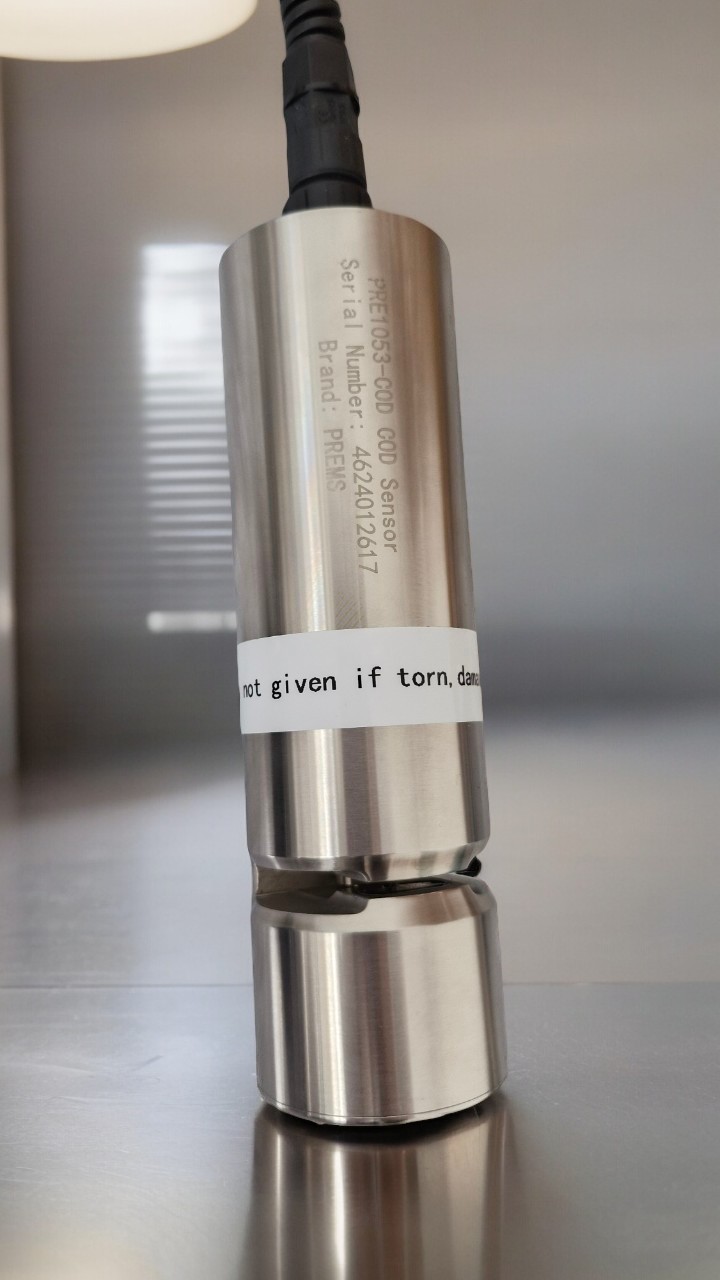 PRE1053-COD COD Sensor
Serial Number: 4624012617
Brand: PREMS
not given if torn,